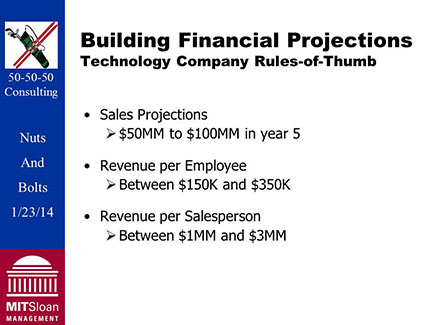 Building Financial Projections
Technology Company Rules-of-Thumb
50-50-50
Consulting
Nuts
And
Bolts
1/23/14
MITSloan
MANAGEMENT
• Sales Projections
➢ $50MM to $100MM in year 5
• Revenue per Employee
➢ Between $150K and $350K
• Revenue per Salesperson
➢ Between $1MM and $3MM